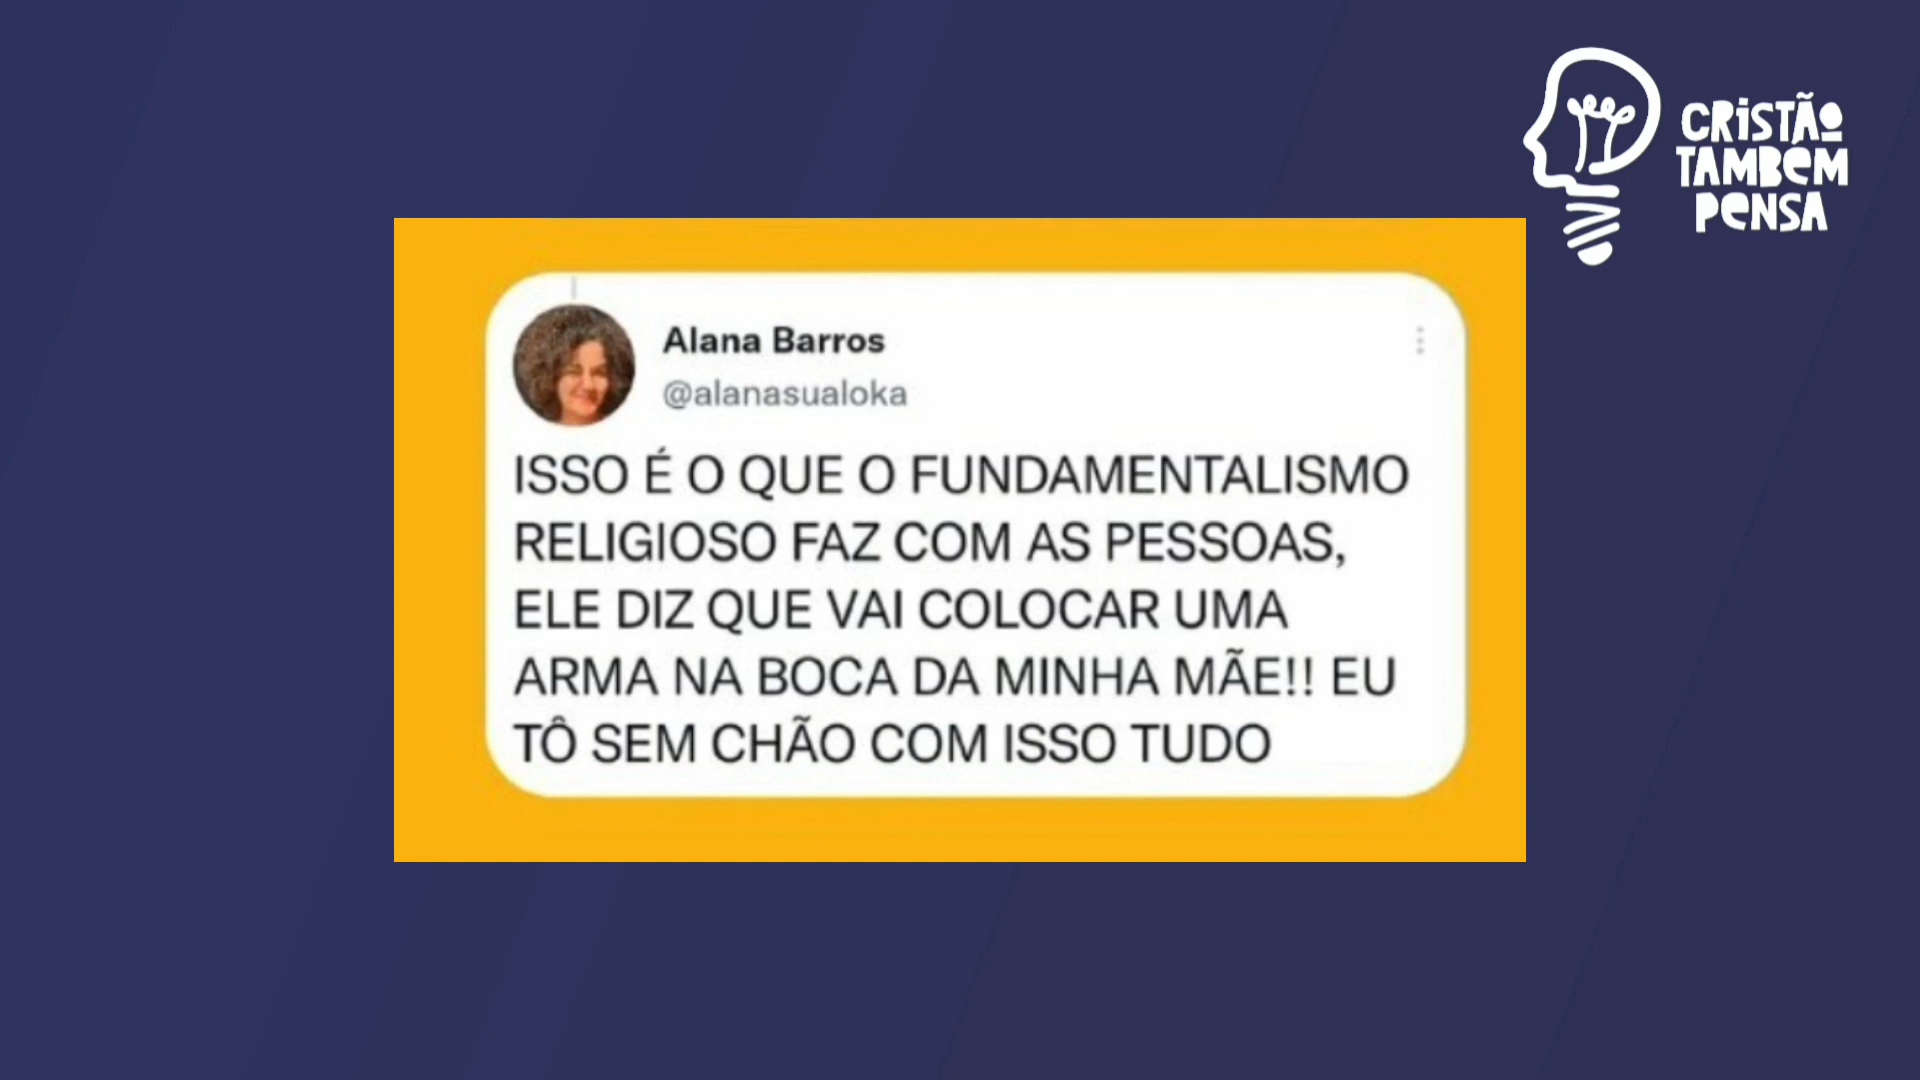 CRISTÃO
TAMBÉM
PENSA
Alana Barros
@alanasualoka
ISSO É O QUE O FUNDAMENTALISMO
RELIGIOSO FAZ COM AS PESSOAS,
ELE DIZ QUE VAI COLOCAR UMA
ARMA NA BOCA DA MINHA MÃE!! EU
TÔ SEM CHÃO COM ISSO TUDO